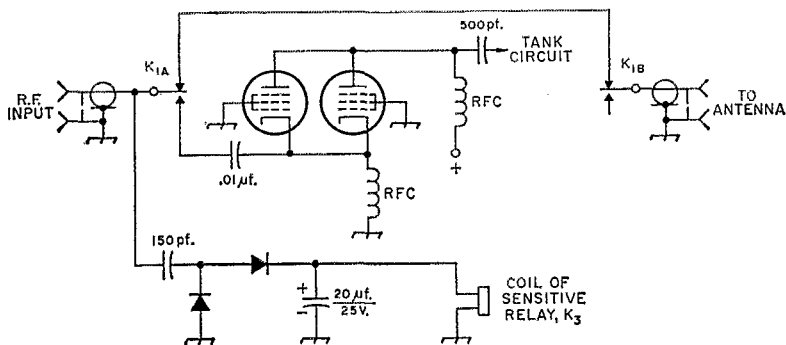 500pf.
TANK
CIRCUIT
K1A
K1B
R.F.
INPUT
RFC
TO
ANTENNA
.01µf.
RFC
150pf.
+
20µf.
25V.
-
+
COIL OF
SENSITIVE
RELAY, K3